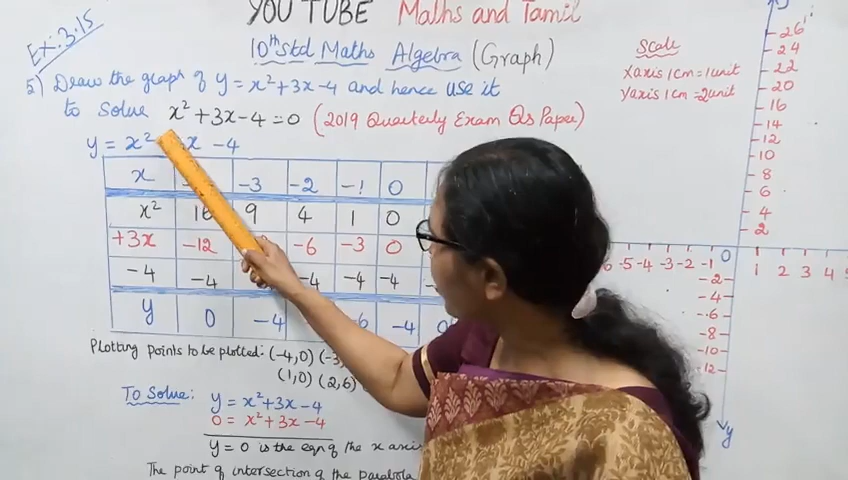 YOU TUBE Maths and Tamil
10th std Maths Algebra (Graph)
Ex: 3.15
5) Draw the graph of y = x² + 3x - 4 and hence use it
to solve x² + 3x - 4 = 0 (2019 Quarterly Exam Qs Paper)
y = x² x - 4
x -3 -2 -1 0
x² 16 9 4 1 0
+3x -12 -6 -3 0
-4 -4 -4 -4 -4
y 0 -4 -6 -4
Plotting points to be plotted: (-4,0) (-3,
(1,0) (2,6)
To Solve: y = x² + 3x - 4
0 = x² + 3x - 4
y = 0 is the eqn of the x axis
The point of intersection of the parabola
Scale
X axis 1cm = 1unit
Y axis 1cm = 2unit
26
24
22
20
16
14
12
10
8
6
4
2
-6 -5 -4 -3 -2 -1 0 1 2 3 4 5
-2
-4
-6
-8
-10
-12
y